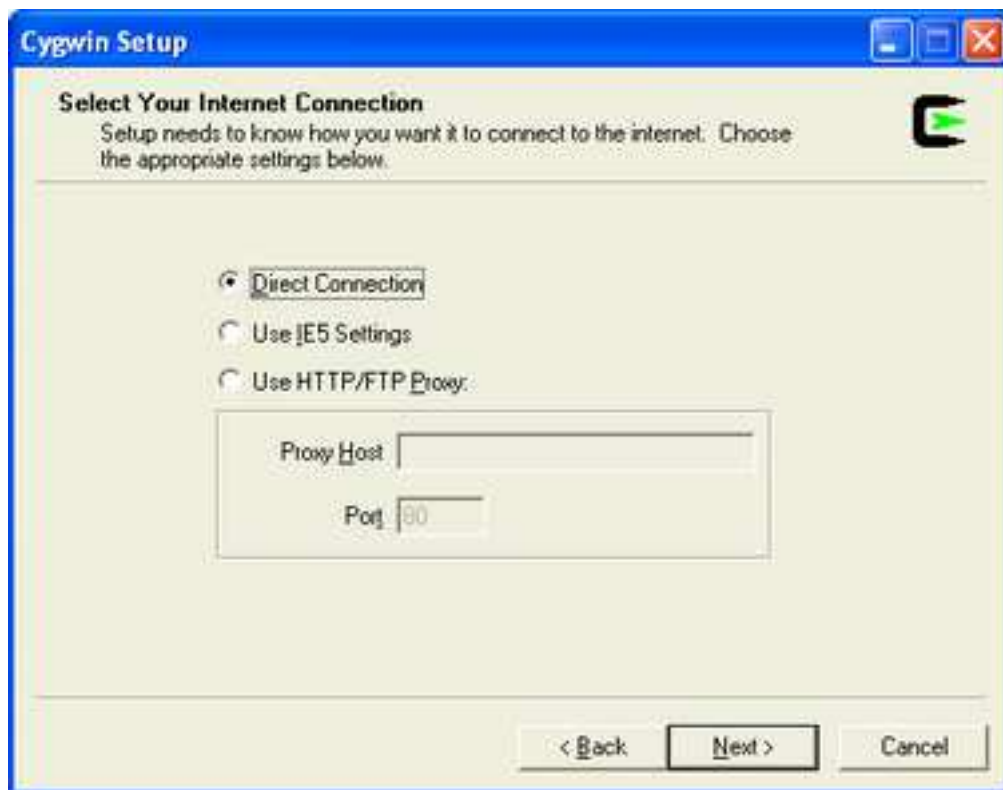 Cygwin Setup
Select Your Internet Connection
Setup needs to know how you want it to connect to the internet. Choose
the appropriate settings below.
Direct Connection
Use IE5 Settings
Use HTTP/FTP Proxy:
Proxy Host
Port 80
< Back Next > Cancel